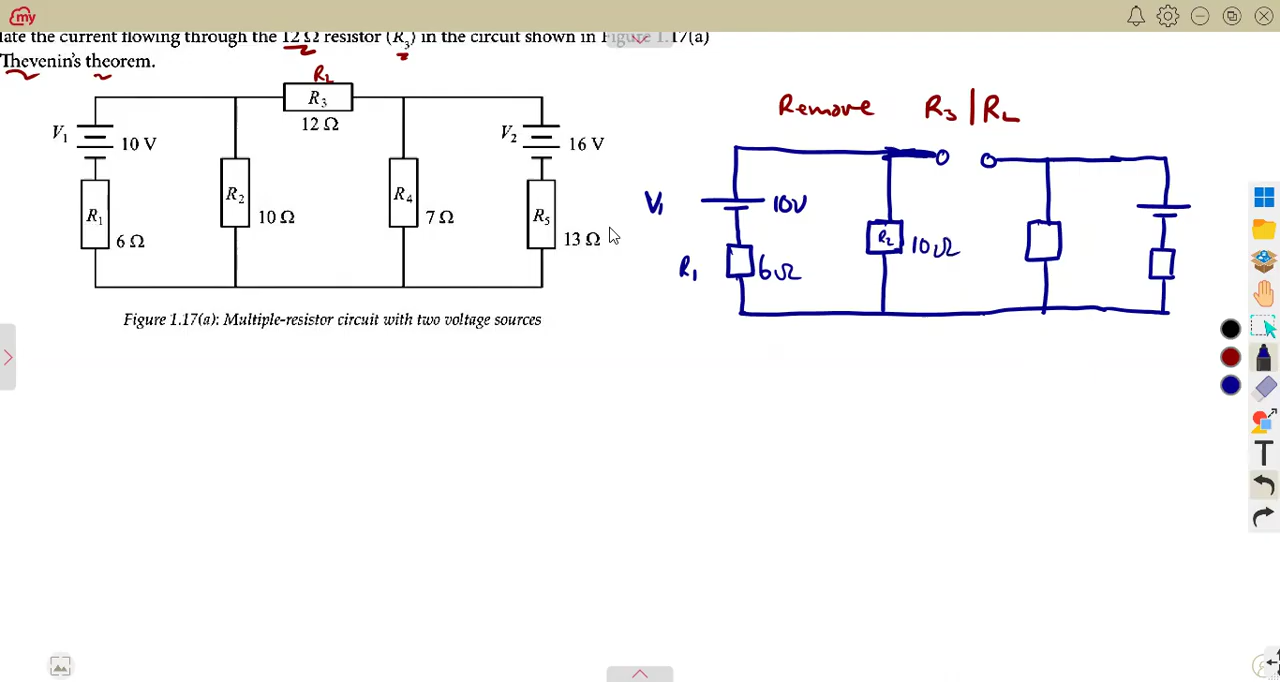 my
late the current flowing through the 12 Ω resistor (R3) in the circuit shown in Figure 1.17(a)
Thevenin's theorem.
RL
R3
12 Ω
V1
10 V
V2
16 V
R1
6 Ω
R2
10 Ω
R4
7 Ω
R5
13 Ω
Figure 1.17(a): Multiple-resistor circuit with two voltage sources
Remove R3/RL
V1
10V
R2
10Ω
R1
6Ω
T